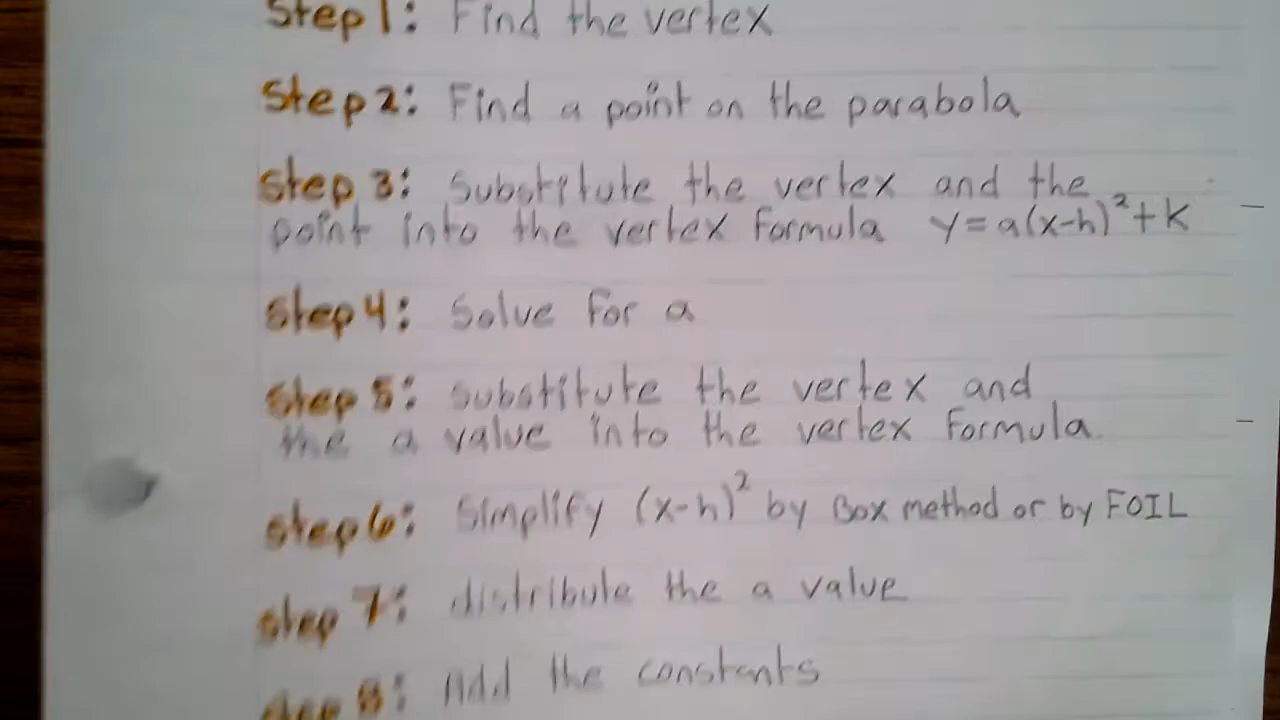 Step 1: Find the vertex
Step 2: Find a point on the parabola
Step 3: Substitute the vertex and the
point into the vertex formula y=a(x-h)²+k
Step 4: Solve for a
Step 5: Substitute the vertex and
the a value into the vertex formula.
Step 6: Simplify (x-h)² by Box method or by FOIL
Step 7: distribute the a value
Step 8: Add the constants